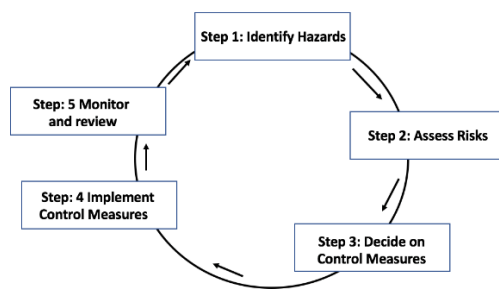 Step 1: Identify Hazards
Step 2: Assess Risks
Step 3: Decide on
Control Measures
Step: 4 Implement
Control Measures
Step: 5 Monitor
and review